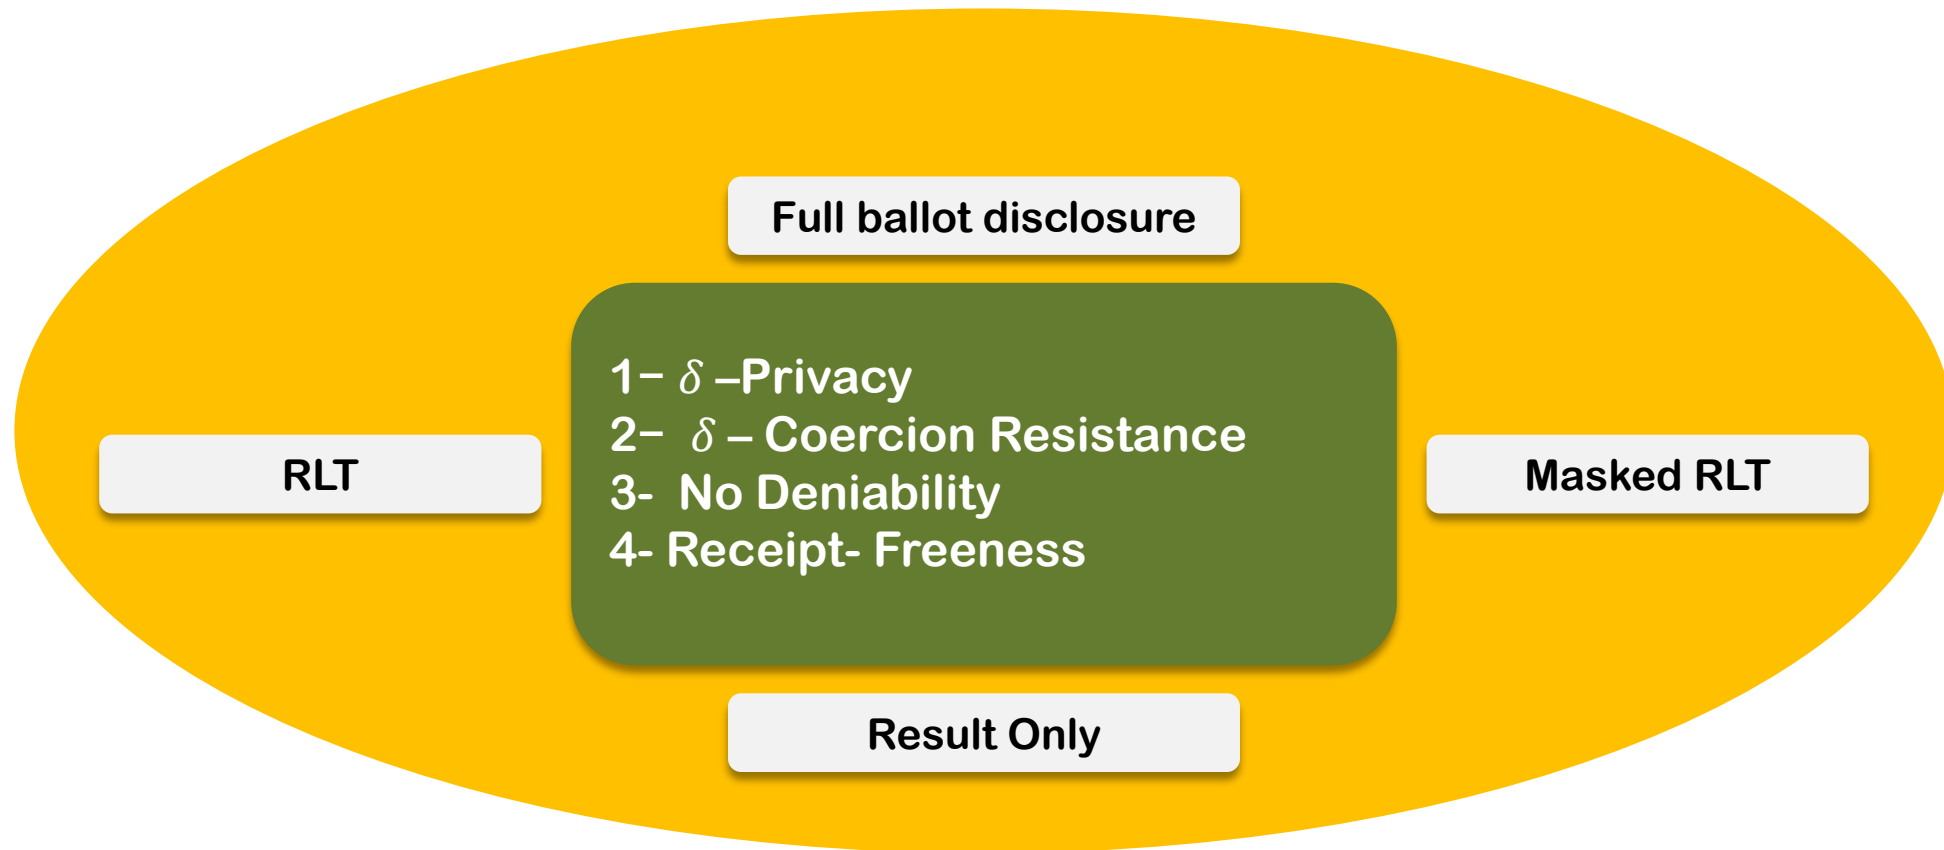 Full ballot disclosure
1− δ –Privacy
2− δ – Coercion Resistance
3- No Deniability
4- Receipt- Freeness
RLT
Masked RLT
Result Only